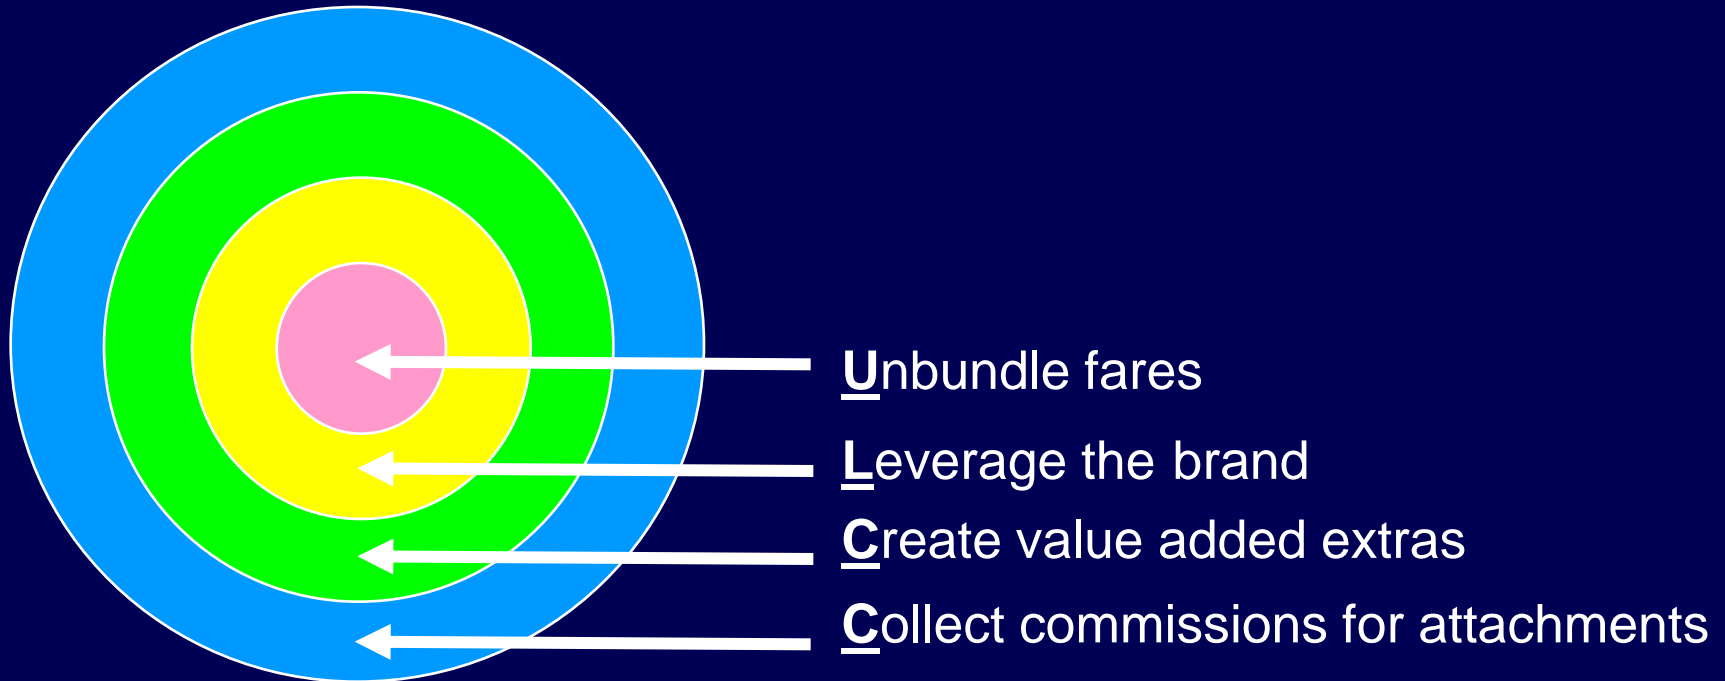 Unbundle fares
Leverage the brand
Create value added extras
Collect commissions for attachments